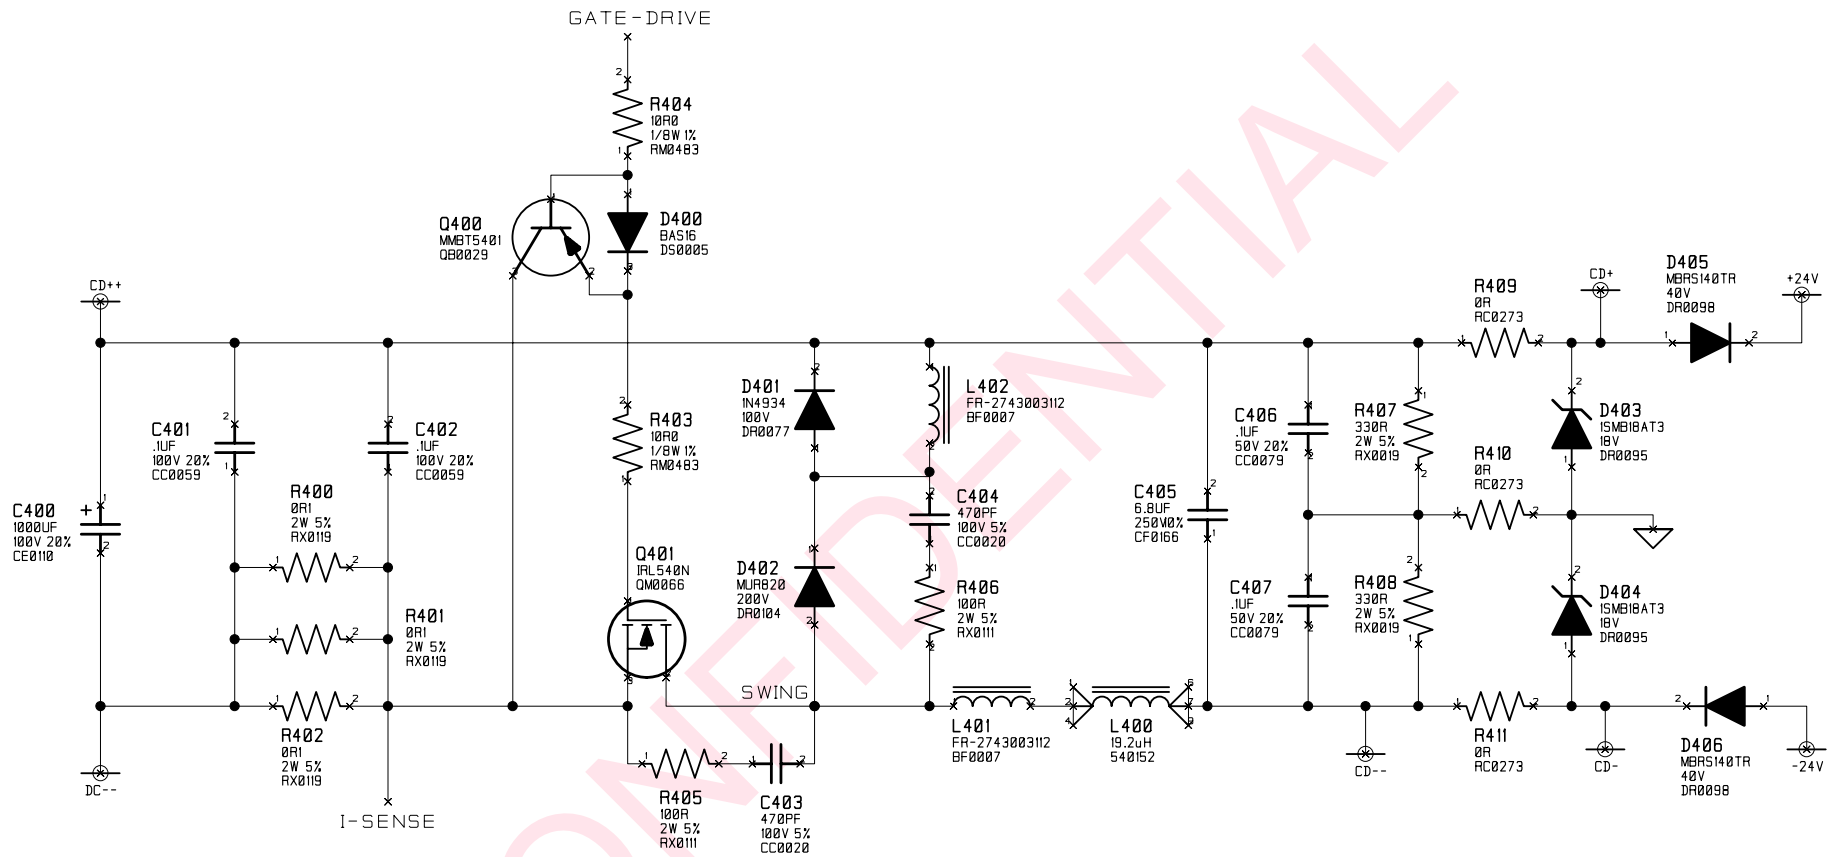 GATE-DRIVE
R404
10R0
1/8W 1%
RM0483
Q400
MMBT5401
QB0029
D400
BAS16
DS0005
CD++
CD+
D405
MBRS140TR
40V
DR0098
+24V
R409
0R
RC0273
C401
.1UF
100V 20%
CC0059
C402
.1UF
100V 20%
CC0059
R403
10R0
1/8W 1%
RM0483
D401
1N4934
100V
DR0077
L402
FR-2743003112
BF0007
C406
.1UF
50V 20%
CC0079
R407
330R
2W 5%
RX0019
D403
1SMB18AT3
18V
DR0095
R410
0R
RC0273
C400
1000UF
100V 20%
CE0110
+
R400
0R1
2W 5%
RX0119
C404
470PF
100V 5%
CC0020
C405
6.8UF
250V10%
CF0166
Q401
IRL540N
QM0066
D402
MUR820
200V
DR0104
R406
100R
2W 5%
RX0111
C407
.1UF
50V 20%
CC0079
R408
330R
2W 5%
RX0019
D404
1SMB18AT3
18V
DR0095
R401
0R1
2W 5%
RX0119
SWING
R402
0R1
2W 5%
RX0119
L401
FR-2743003112
BF0007
L400
19.2uH
540152
R411
0R
RC0273
D406
MBRS140TR
40V
DR0098
-24V
CD--
CD-
DC--
R405
100R
2W 5%
RX0111
C403
470PF
100V 5%
CC0020
I-SENSE
ONFIDENTIAL